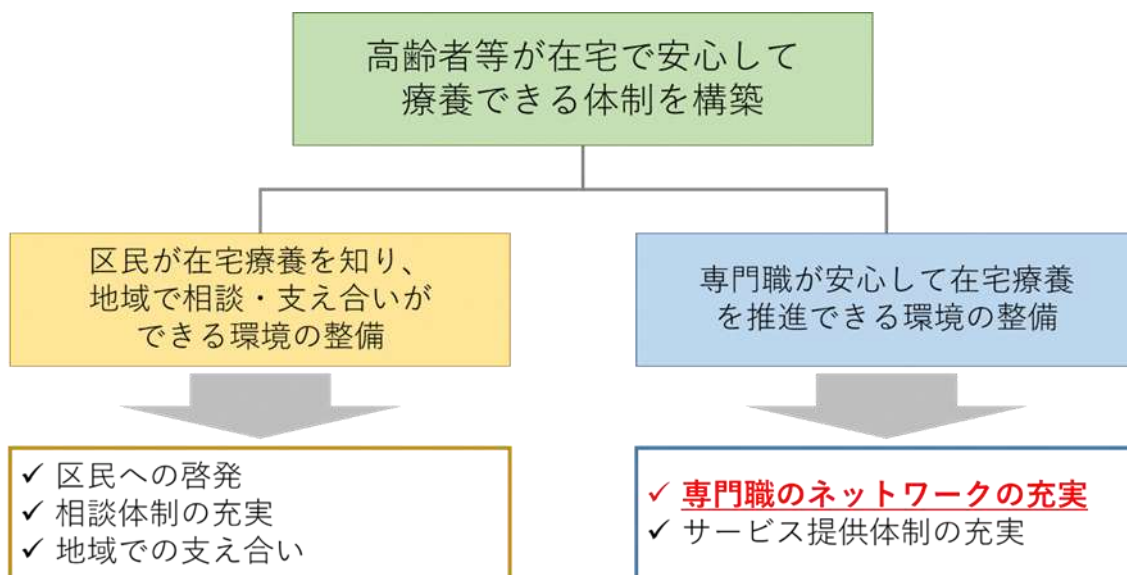 高齢者等が在宅で安心して
療養できる体制を構築
区民が在宅療養を知り、
地域で相談・支え合いが
できる環境の整備
専門職が安心して在宅療養
を推進できる環境の整備
✓ 区民への啓発
✓ 相談体制の充実
✓ 地域での支え合い
✓ 専門職のネットワークの充実
✓ サービス提供体制の充実